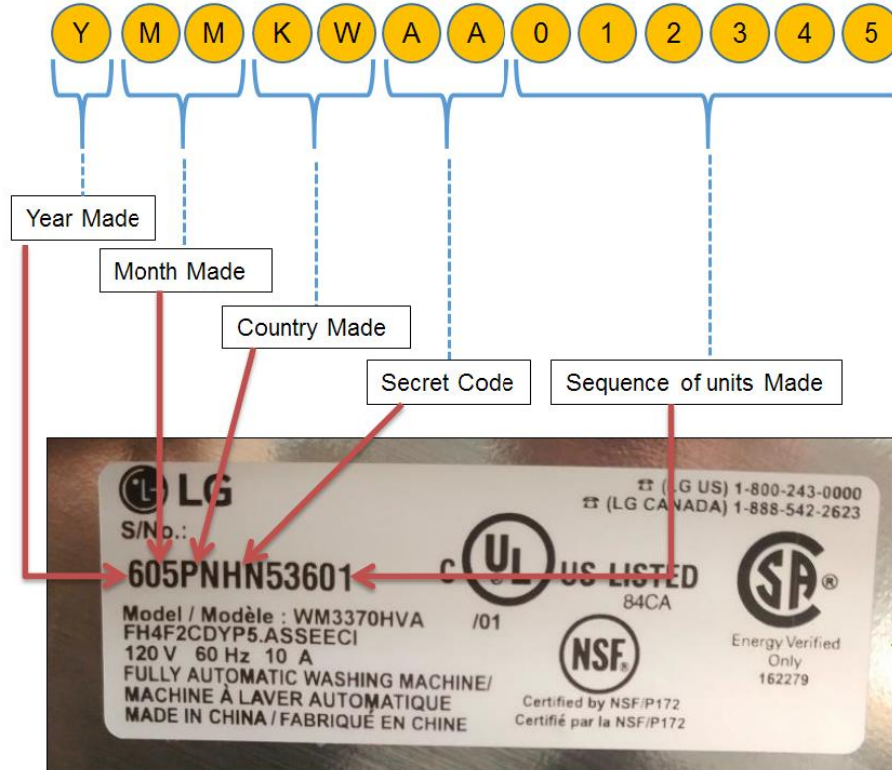 Y M M K W A A 0 1 2 3 4 5
Year Made
Month Made
Country Made
Secret Code
Sequence of units Made
LG
☎ (LG US) 1-800-243-0000
☎ (LG CANADA) 1-888-542-2623
S/No.:
605PNHN53601
Model / Modèle : WM3370HVA
FH4F2CDYP5.ASSEECI
120 V 60 Hz 10 A
FULLY AUTOMATIC WASHING MACHINE/
MACHINE À LAVER AUTOMATIQUE
MADE IN CHINA / FABRIQUÉ EN CHINE
C UL ® US LISTED
84CA
/01
NSF®
Certified by NSF/P172
Certifié par la NSF/P172
SA ®
Energy Verified
Only
162279